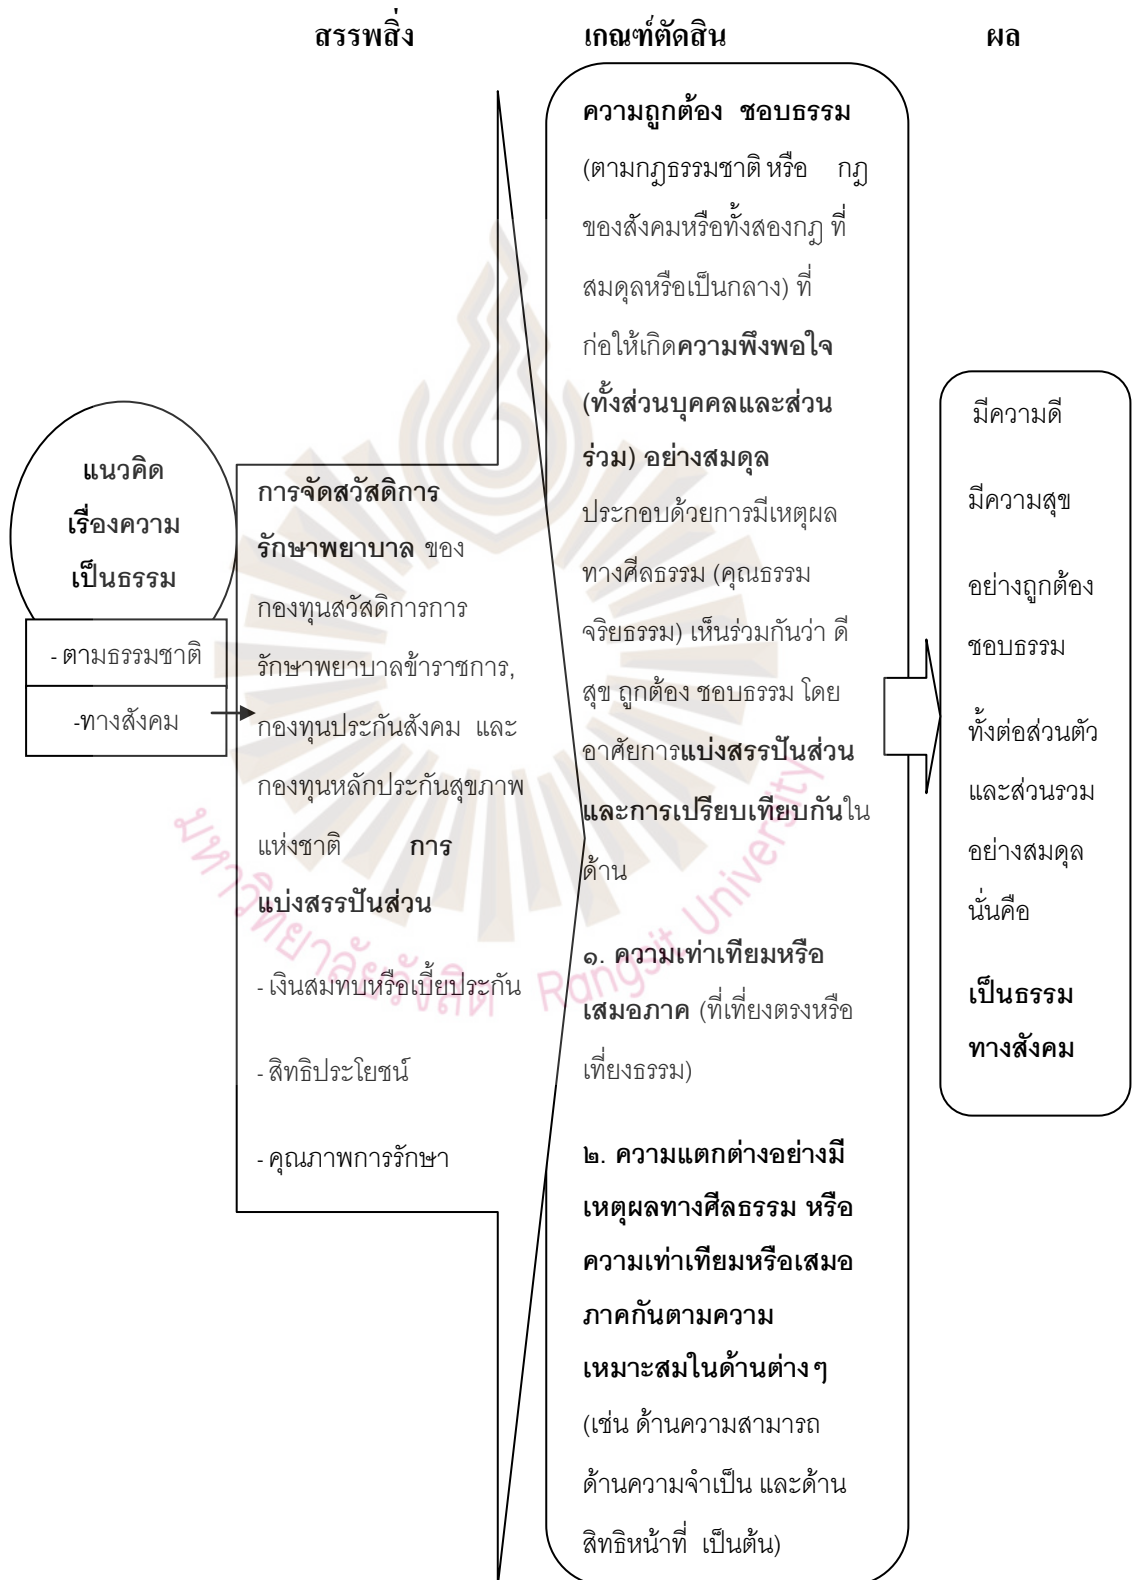 สรรพสิ่ง เกณฑ์ตัดสิน ผล
แนวคิด
เรื่องความ
เป็นธรรม
- ตามธรรมชาติ
-ทางสังคม
การจัดสวัสดิการ
รักษาพยาบาล ของ
กองทุนสวัสดิการการ
รักษาพยาบาลข้าราชการ,
กองทุนประกันสังคม และ
กองทุนหลักประกันสุขภาพ
แห่งชาติ การ
แบ่งสรรปันส่วน
- เงินสมทบหรือเบี้ยประกัน
- สิทธิประโยชน์
- คุณภาพการรักษา
ความถูกต้อง ชอบธรรม
(ตามกฎธรรมชาติ หรือ กฎ
ของสังคมหรือทั้งสองกฎ ที่
สมดุลหรือเป็นกลาง) ที่
ก่อให้เกิดความพึงพอใจ
(ทั้งส่วนบุคคลและส่วน
ร่วม) อย่างสมดุล
ประกอบด้วยการมีเหตุผล
ทางศีลธรรม (คุณธรรม
จริยธรรม) เห็นร่วมกันว่า ดี
สุข ถูกต้อง ชอบธรรม โดย
อาศัยการแบ่งสรรปันส่วน
และการเปรียบเทียบกันใน
ด้าน
๑. ความเท่าเทียมหรือ
เสมอภาค (ที่เที่ยงตรงหรือ
เที่ยงธรรม)
๒. ความแตกต่างอย่างมี
เหตุผลทางศีลธรรม หรือ
ความเท่าเทียมหรือเสมอ
ภาคกันตามความ
เหมาะสมในด้านต่างๆ
(เช่น ด้านความสามารถ
ด้านความจำเป็น และด้าน
สิทธิหน้าที่ เป็นต้น)
มีความดี
มีความสุข
อย่างถูกต้อง
ชอบธรรม
ทั้งต่อส่วนตัว
และส่วนรวม
อย่างสมดุล
นั่นคือ
เป็นธรรม
ทางสังคม
มหาวิทยาลัยรังสิต Rangsit University